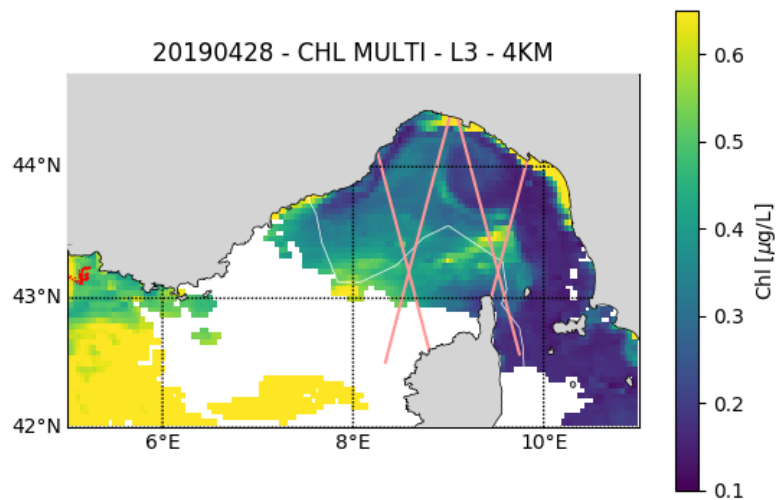 20190428 - CHL MULTI - L3 - 4KM
44°N
43°N
42°N
6°E
8°E
10°E
0.6
0.5
0.4
0.3
0.2
0.1
Chl [μg/L]